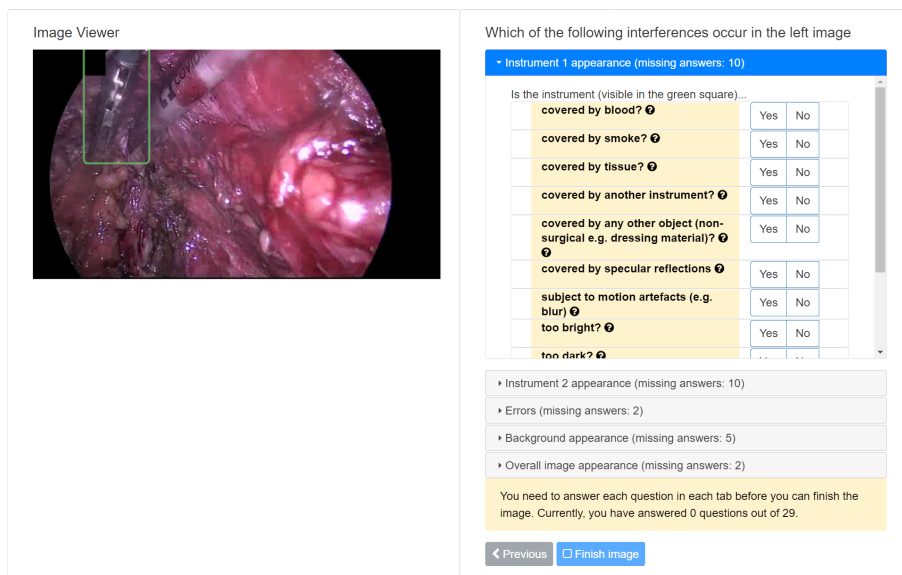 Image Viewer
Which of the following interferences occur in the left image
Instrument 1 appearance (missing answers: 10)
Is the instrument (visible in the green square)...
covered by blood? Yes No
covered by smoke? Yes No
covered by tissue? Yes No
covered by another instrument? Yes No
covered by any other object (non-
surgical e.g. dressing material)? Yes No
covered by specular reflections Yes No
subject to motion artefacts (e.g.
blur) Yes No
too bright? Yes No
too dark?
Instrument 2 appearance (missing answers: 10)
Errors (missing answers: 2)
Background appearance (missing answers: 5)
Overall image appearance (missing answers: 2)
You need to answer each question in each tab before you can finish the
image. Currently, you have answered 0 questions out of 29.
Previous Finish image